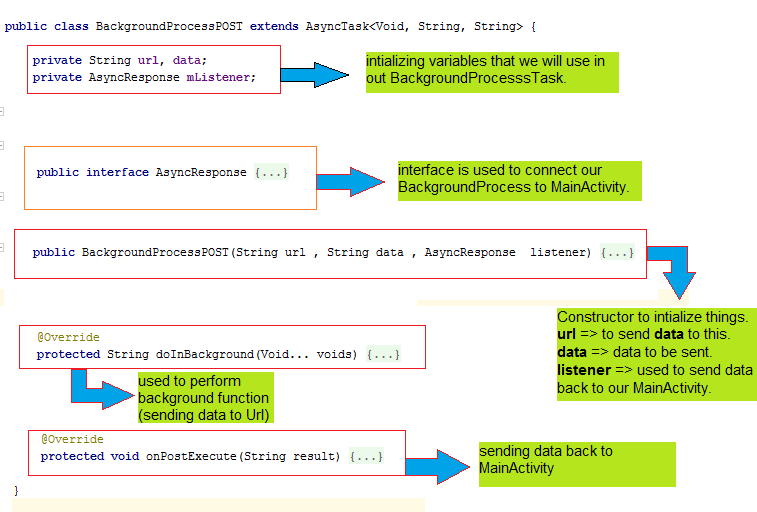 public class BackgroundProcessPOST extends AsyncTask<Void, String, String> {
private String url, data;
private AsyncResponse mListener;
intializing variables that we will use in
out BackgroundProcesssTask.
public interface AsyncResponse {...}
interface is used to connect our
BackgroundProcess to MainActivity.
public BackgroundProcessPOST(String url , String data , AsyncResponse  listener) {...}
Constructor to intialize things.
url => to send data to this.
data => data to be sent.
listener => used to send data
back to our MainActivity.
@Override
protected String doInBackground(Void... voids) {...}
used to perform
background function
(sending data to Url)
@Override
protected void onPostExecute(String result) {...}
sending data back to
MainActivity
}